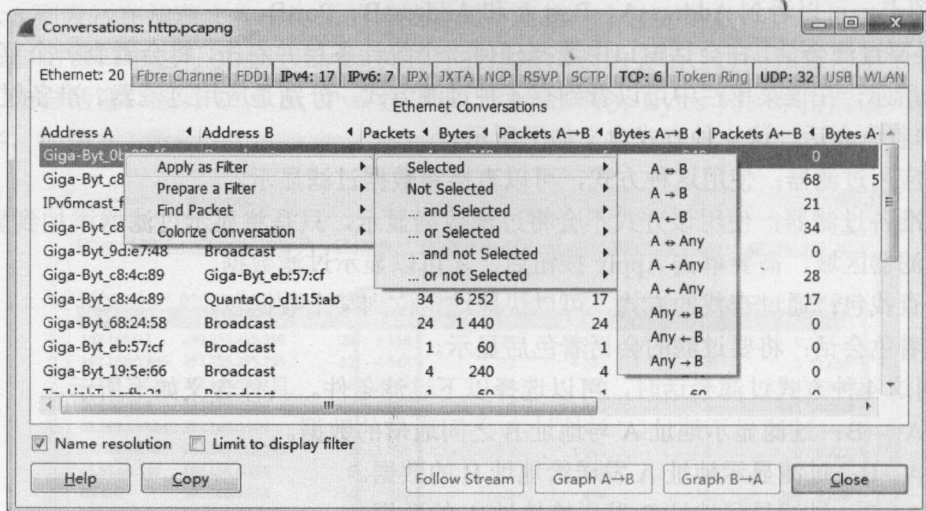 Conversations: http.pcapng
Ethernet: 20 Fibre Channe FDDI IPv4: 17 IPv6: 7 IPX JXTA NCP RSVP SCTP TCP: 6 Token Ring UDP: 32 USB WLAN
Ethernet Conversations
Address A Address B Packets Bytes Packets A→B Bytes A→B Packets A←B Bytes A
0
Giga-Byt_c8 68 5
IPv6mcast_f 21
Giga-Byt_c8 34
Giga-Byt_9d:e7:48 Broadcast 0
Giga-Byt_c8:4c:89 Giga-Byt_eb:57:cf 28
Giga-Byt_c8:4c:89 QuantaCo_d1:15:ab 34 6 252 17 17
Giga-Byt_68:24:58 Broadcast 24 1 440 24 0
Giga-Byt_eb:57:cf Broadcast 1 60 1 0
Giga-Byt_19:5e:66 Broadcast 4 240 4 0
Apply as Filter
Prepare a Filter
Find Packet
Colorize Conversation
Selected
Not Selected
... and Selected
... or Selected
... and not Selected
... or not Selected
A ↔ B
A → B
A ← B
A ↔ Any
A → Any
A ← Any
Any ↔ B
Any ← B
Any → B
Name resolution Limit to display filter
Help Copy Follow Stream Graph A→B Graph B→A Close